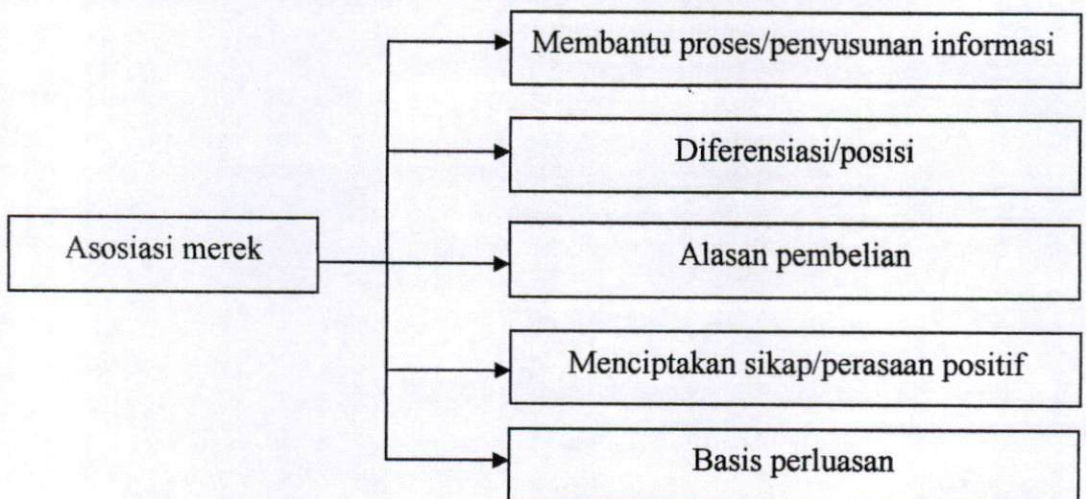 Membantu proses/penyusunan informasi
Diferensiasi/posisi
Asosiasi merek
Alasan pembelian
Menciptakan sikap/perasaan positif
Basis perluasan